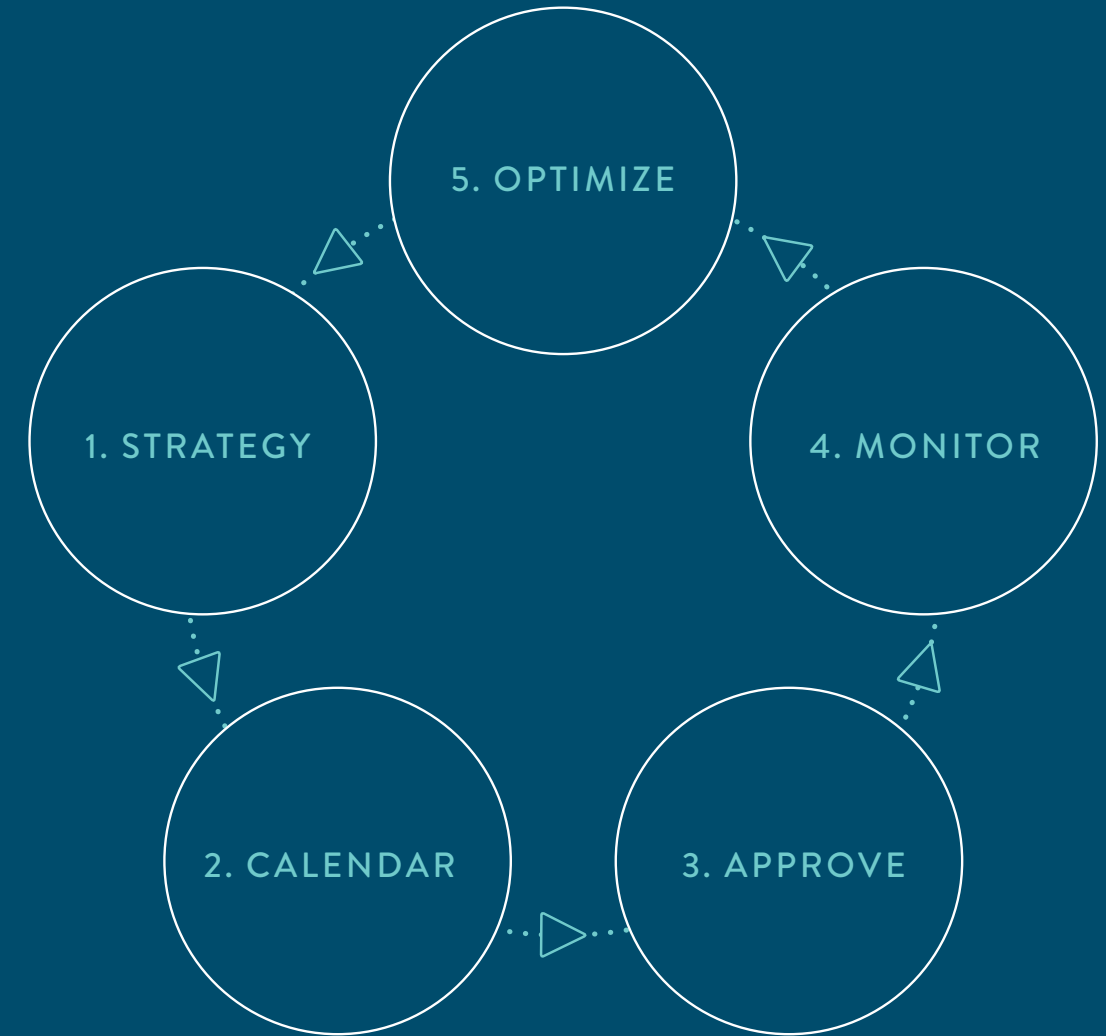 5. OPTIMIZE
1. STRATEGY
4. MONITOR
2. CALENDAR
3. APPROVE